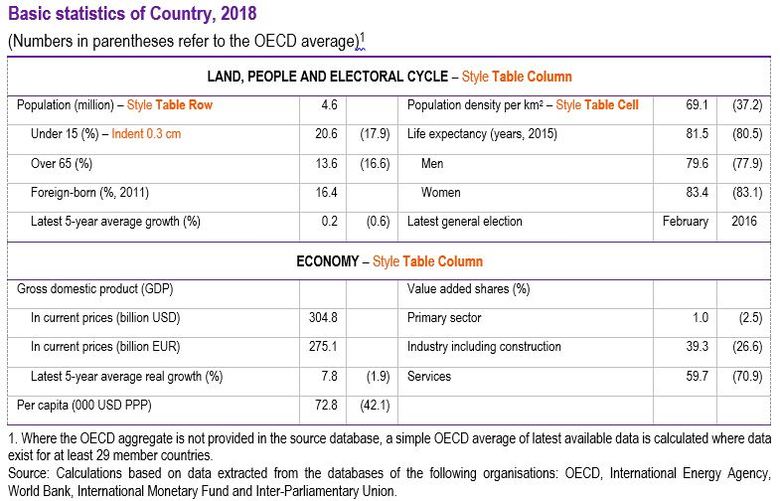 Basic statistics of Country, 2018
(Numbers in parentheses refer to the OECD average)¹
LAND, PEOPLE AND ELECTORAL CYCLE – Style Table Column
Population (million) – Style Table Row 4.6 Population density per km² – Style Table Cell 69.1 (37.2)
Under 15 (%) – Indent 0.3 cm 20.6 (17.9) Life expectancy (years, 2015) 81.5 (80.5)
Over 65 (%) 13.6 (16.6) Men 79.6 (77.9)
Foreign-born (%, 2011) 16.4 Women 83.4 (83.1)
Latest 5-year average growth (%) 0.2 (0.6) Latest general election February 2016
ECONOMY – Style Table Column
Gross domestic product (GDP) Value added shares (%)
In current prices (billion USD) 304.8 Primary sector 1.0 (2.5)
In current prices (billion EUR) 275.1 Industry including construction 39.3 (26.6)
Latest 5-year average real growth (%) 7.8 (1.9) Services 59.7 (70.9)
Per capita (000 USD PPP) 72.8 (42.1)
1. Where the OECD aggregate is not provided in the source database, a simple OECD average of latest available data is calculated where data
exist for at least 29 member countries.
Source: Calculations based on data extracted from the databases of the following organisations: OECD, International Energy Agency,
World Bank, International Monetary Fund and Inter-Parliamentary Union.